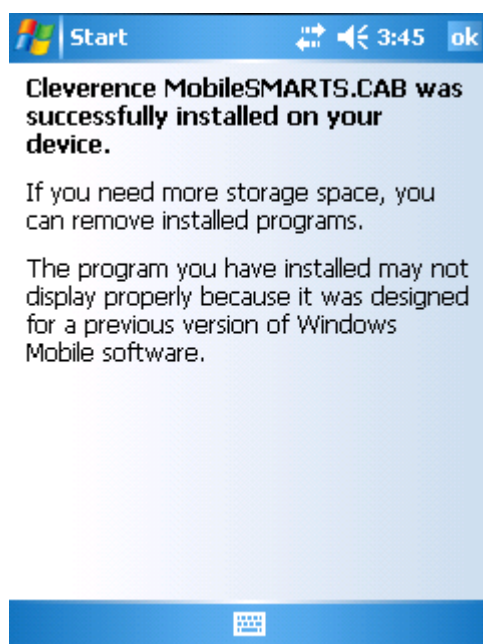 Start 3:45 ok
Cleverence MobileSMARTS.CAB was
successfully installed on your
device.
If you need more storage space, you
can remove installed programs.
The program you have installed may not
display properly because it was designed
for a previous version of Windows
Mobile software.